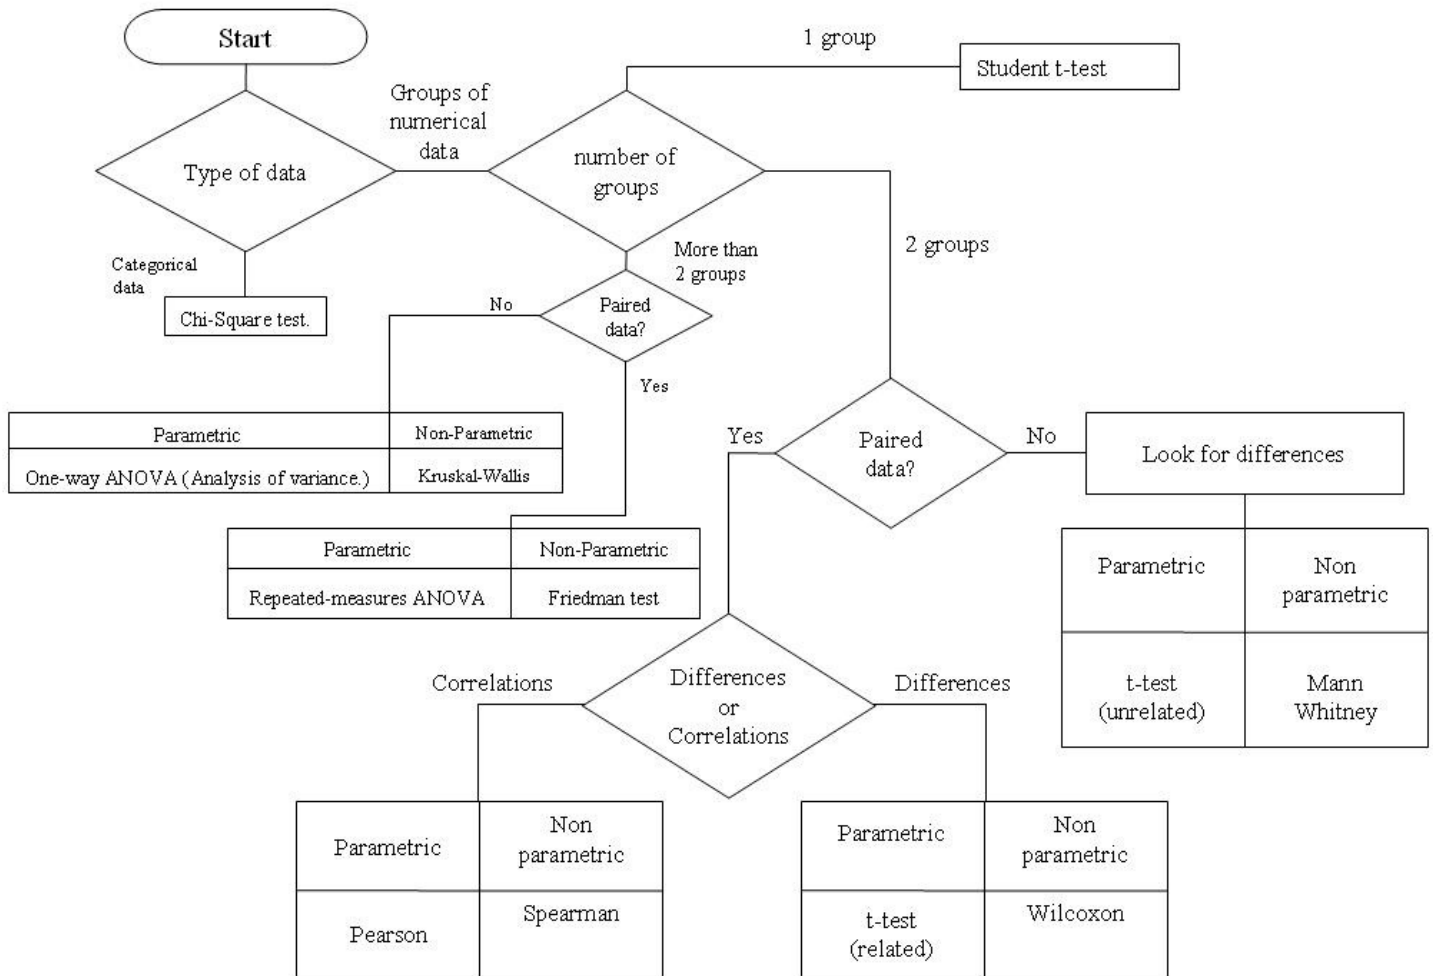 Start
1 group
Student t-test
Groups of
numerical
data
Type of data
number of
groups
2 groups
Categorical
data
Chi-Square test.
More than
2 groups
No
Paired
data?
Yes
Parametric
Non-Parametric
One-way ANOVA (Analysis of variance.)
Kruskal-Wallis
Parametric
Non-Parametric
Repeated-measures ANOVA
Friedman test
Yes
Paired
data?
No
Look for differences
Parametric
Non
parametric
t-test
(unrelated)
Mann
Whitney
Correlations
Differences
or
Correlations
Differences
Parametric
Non
parametric
Pearson
Spearman
Parametric
Non
parametric
t-test
(related)
Wilcoxon